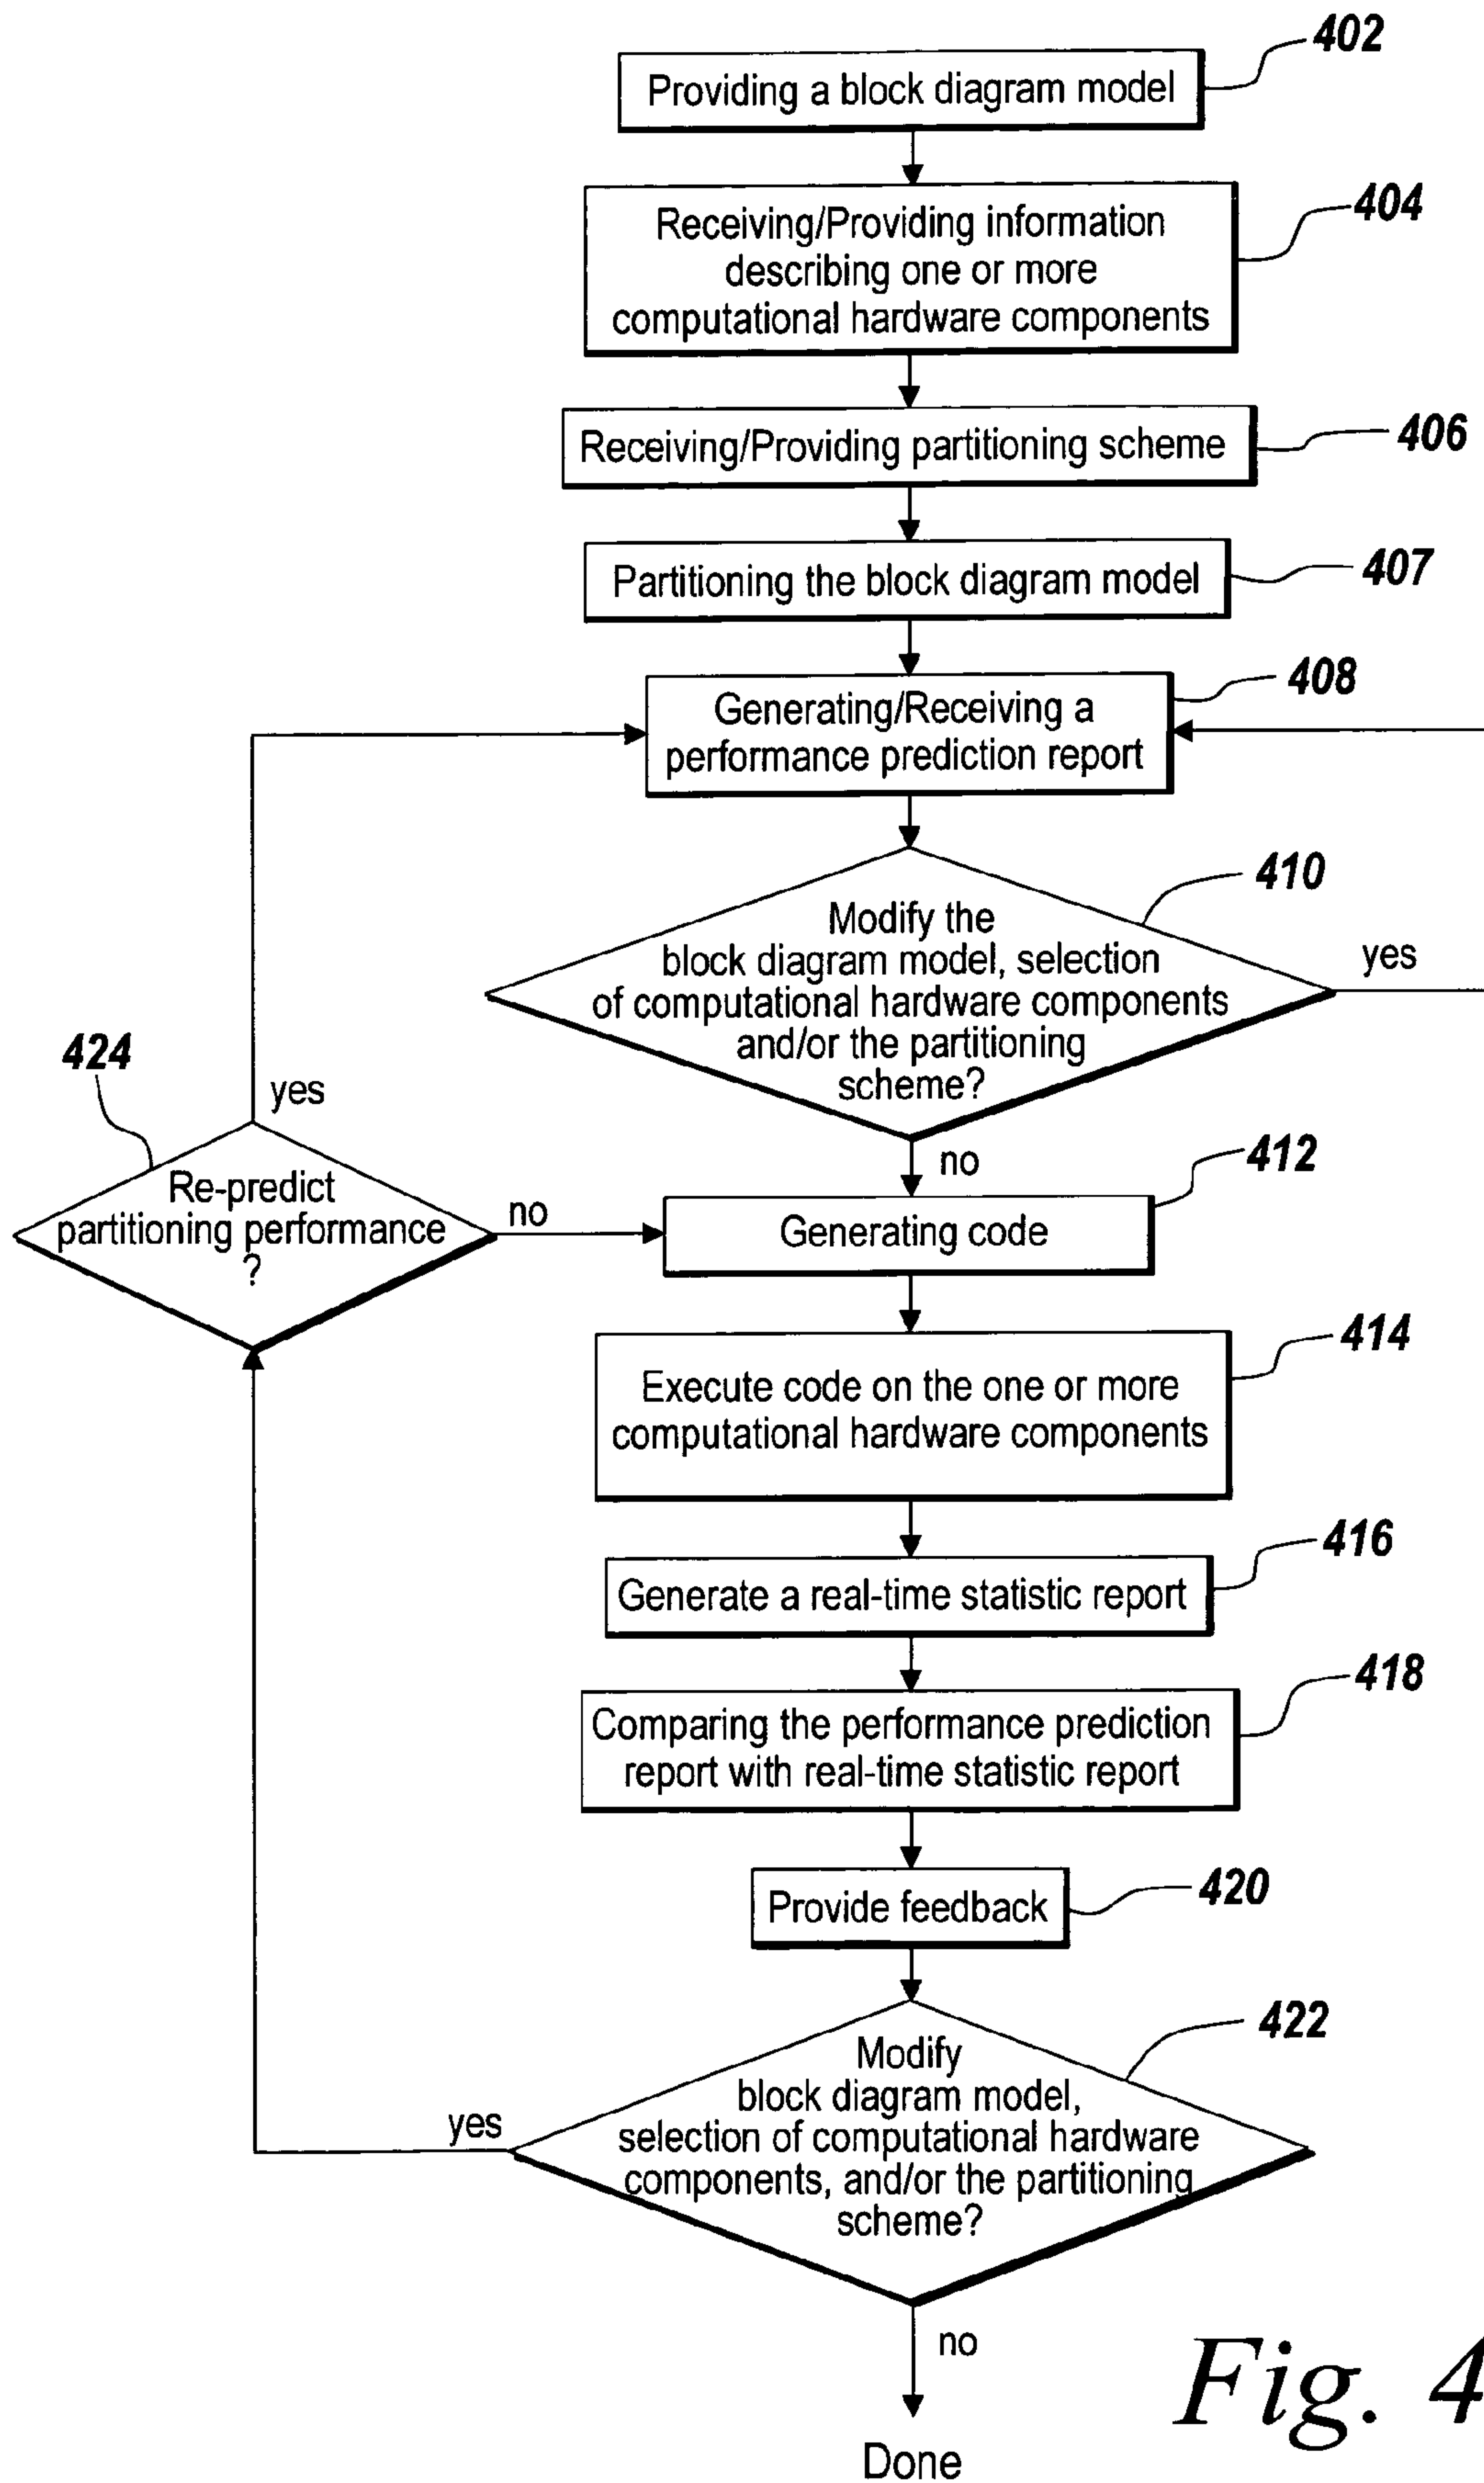 402
Providing a block diagram model
404
Receiving/Providing information
describing one or more
computational hardware components
406
Receiving/Providing partitioning scheme
407
Partitioning the block diagram model
408
Generating/Receiving a
performance prediction report
410
Modify the
block diagram model, selection
of computational hardware components
and/or the partitioning
scheme?
yes
424
yes
Re-predict
partitioning performance
?
no
no
412
Generating code
414
Execute code on the one or more
computational hardware components
416
Generate a real-time statistic report
418
Comparing the performance prediction
report with real-time statistic report
420
Provide feedback
422
Modify
block diagram model,
selection of computational hardware
components, and/or the partitioning
scheme?
yes
no
Done
Fig. 4